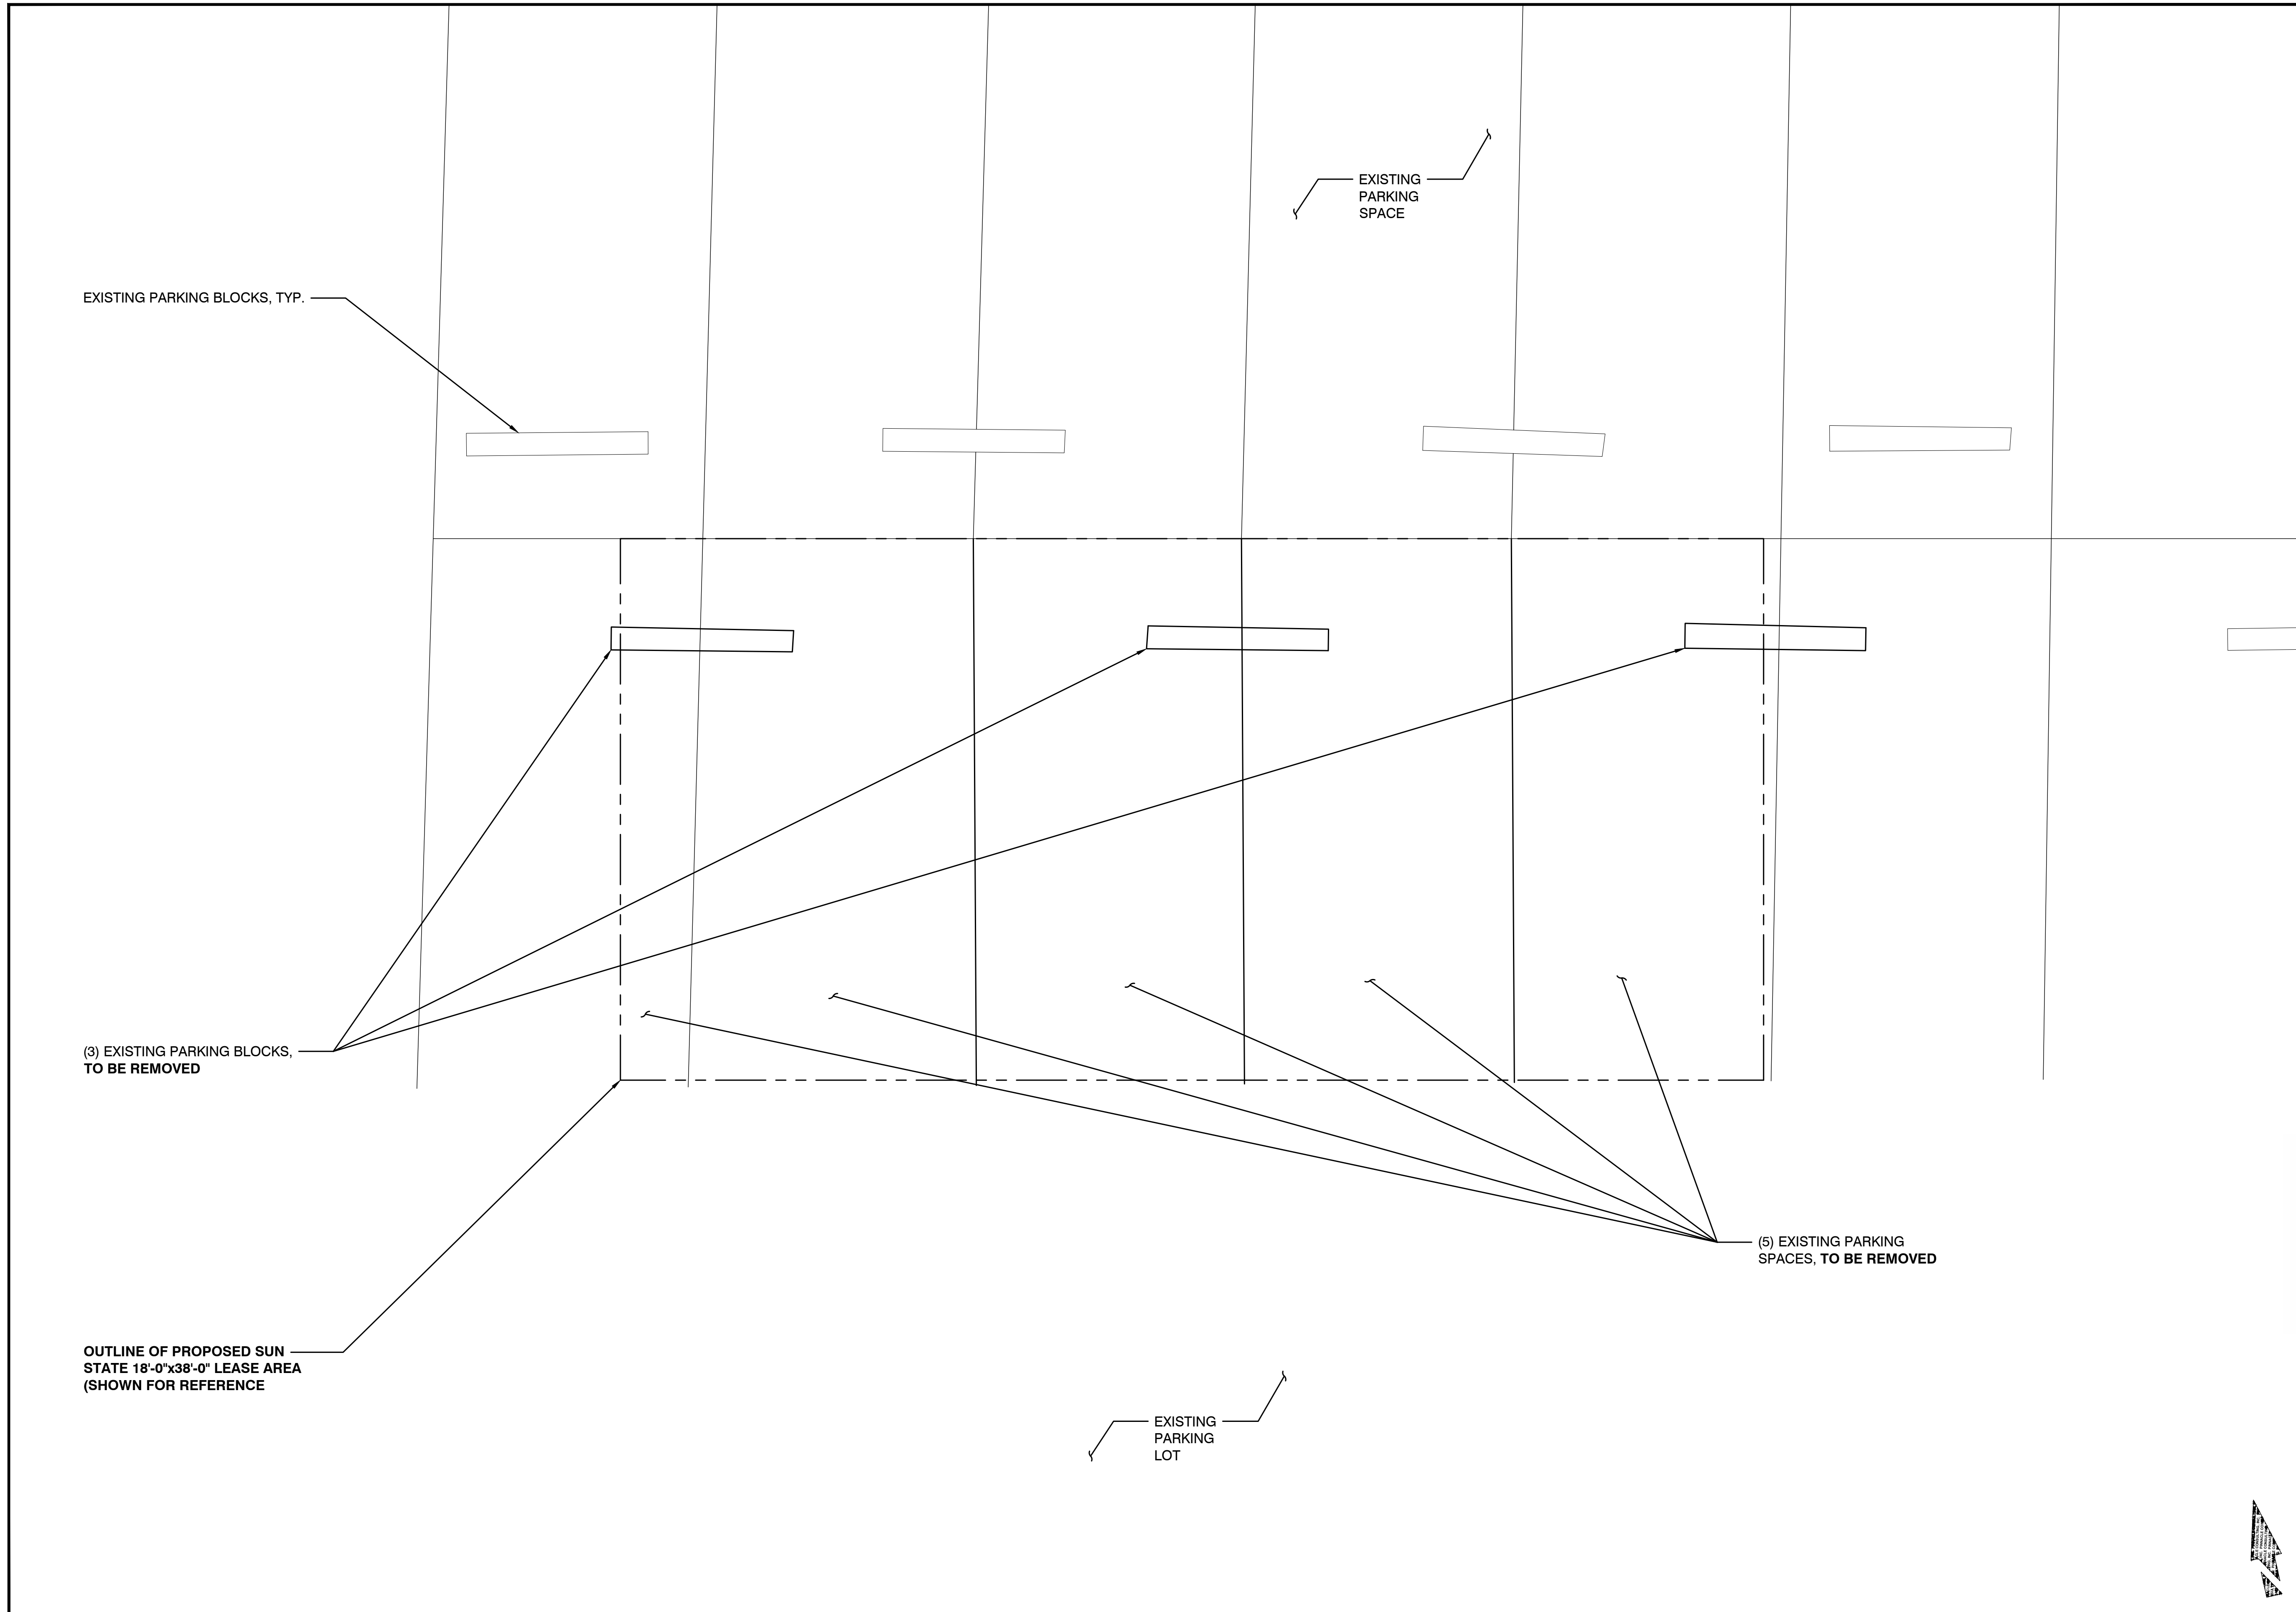 EXISTING
PARKING
SPACE
EXISTING PARKING BLOCKS, TYP.
(3) EXISTING PARKING BLOCKS,
TO BE REMOVED
(5) EXISTING PARKING
SPACES, TO BE REMOVED
OUTLINE OF PROPOSED SUN
STATE 18'-0"x38'-0" LEASE AREA
(SHOWN FOR REFERENCE
EXISTING
PARKING
LOT